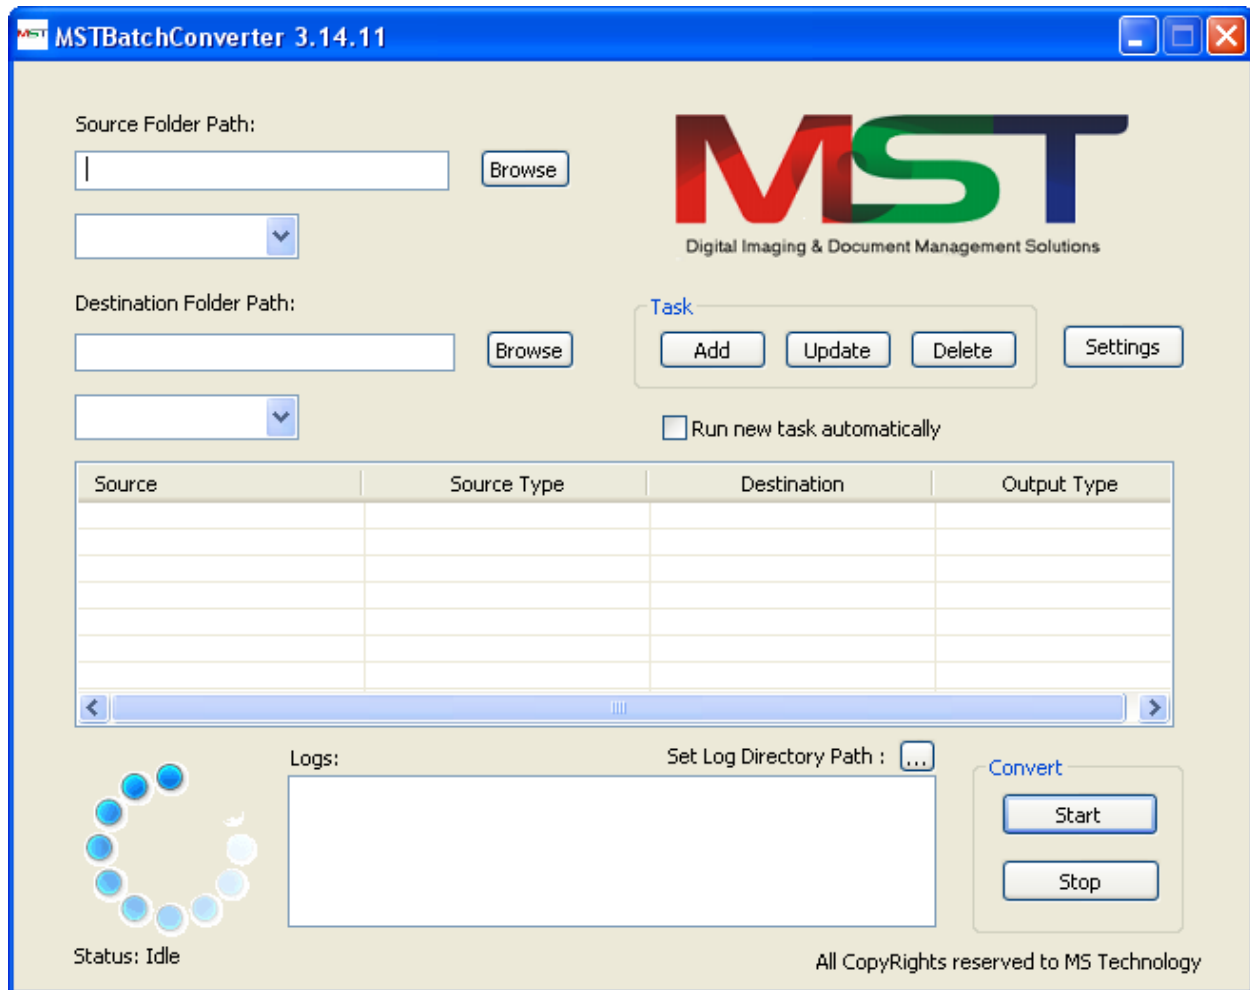 MST MSTBatchConverter 3.14.11
Source Folder Path:
Browse
MST
Digital Imaging & Document Management Solutions
Destination Folder Path:
Browse
Task
Add Update Delete
Settings
Run new task automatically
Source Source Type Destination Output Type
Logs:
Set Log Directory Path : ...
Convert
Start
Stop
Status: Idle
All CopyRights reserved to MS Technology